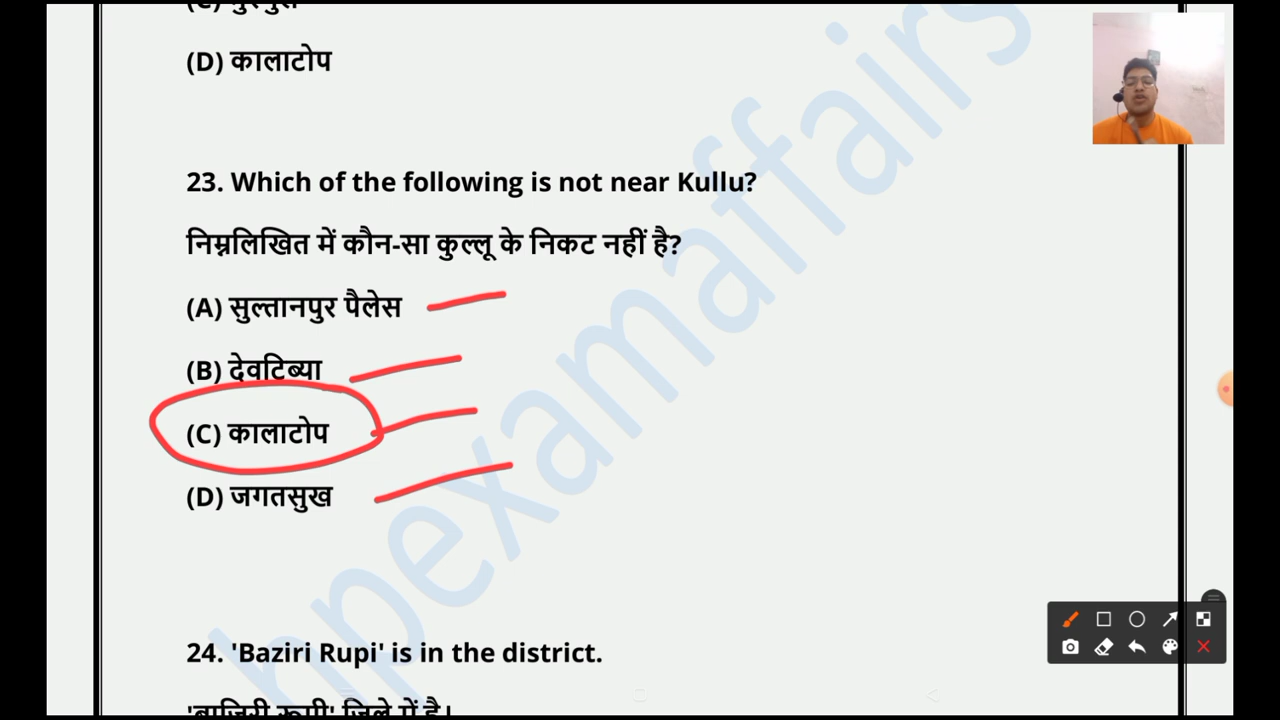 (D) कालाटोप
23. Which of the following is not near Kullu?
निम्नलिखित में कौन-सा कुल्लू के निकट नहीं है?
(A) सुल्तानपुर पैलेस
(B) देवटिब्या
(C) कालाटोप
(D) जगतसुख
24. 'Baziri Rupi' is in the district.
hpexamaffairs